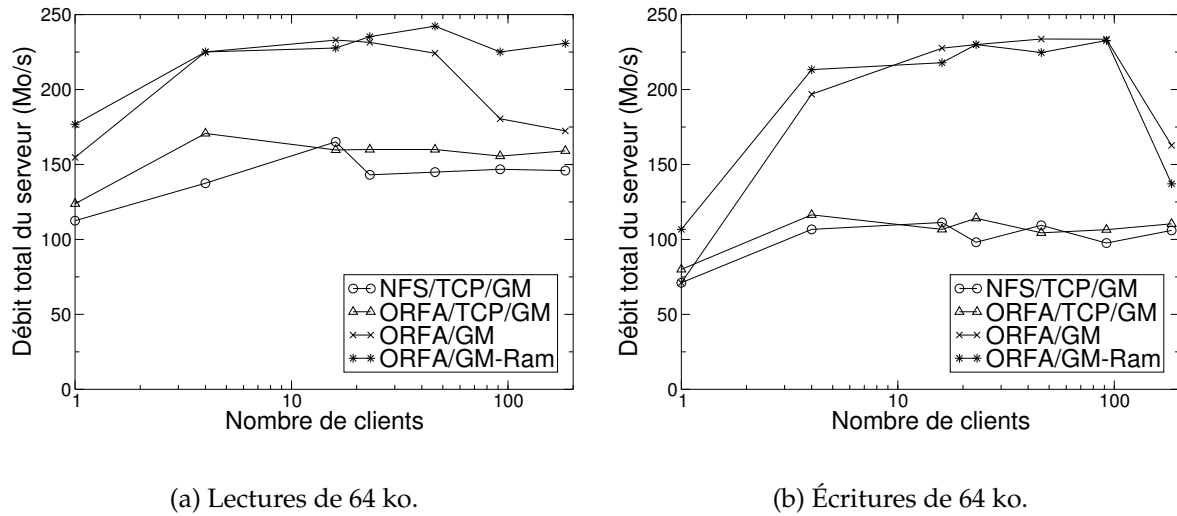 250
200
150
100
50
0
1
10
100
Débit total du serveur (Mo/s)
Nombre de clients
NFS/TCP/GM
ORFA/TCP/GM
ORFA/GM
ORFA/GM-Ram
(a) Lectures de 64 ko.
250
200
150
100
50
0
1
10
100
Débit total du serveur (Mo/s)
Nombre de clients
NFS/TCP/GM
ORFA/TCP/GM
ORFA/GM
ORFA/GM-Ram
(b) Écritures de 64 ko.